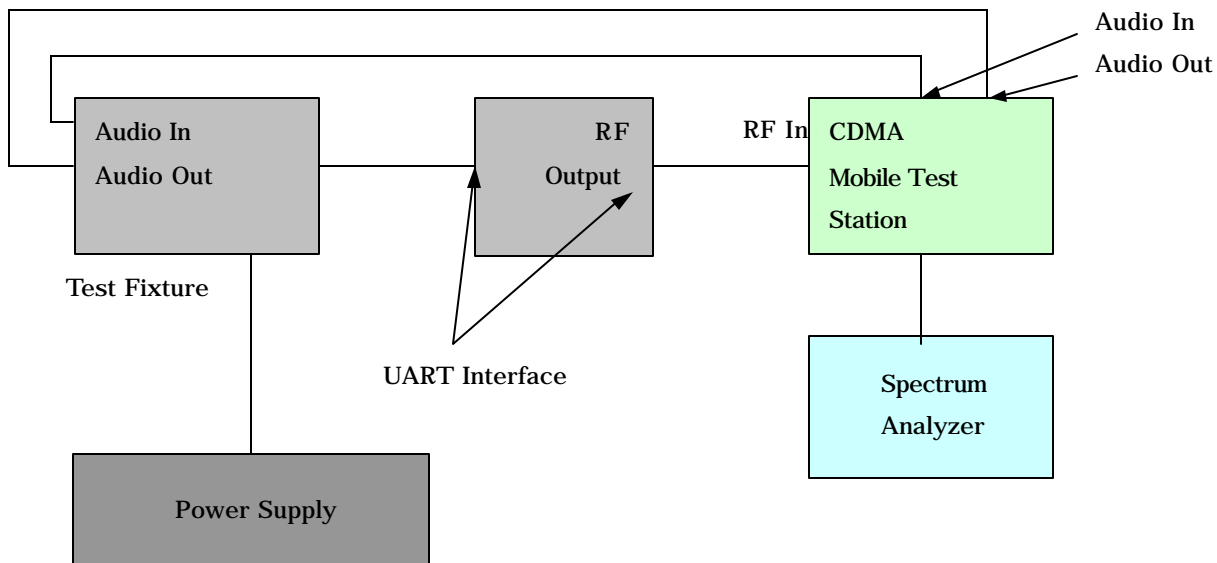 Audio In
Audio Out
Audio In
Audio Out
RF
Output
RF In
CDMA
Mobile Test
Station
Test Fixture
UART Interface
Spectrum
Analyzer
Power Supply